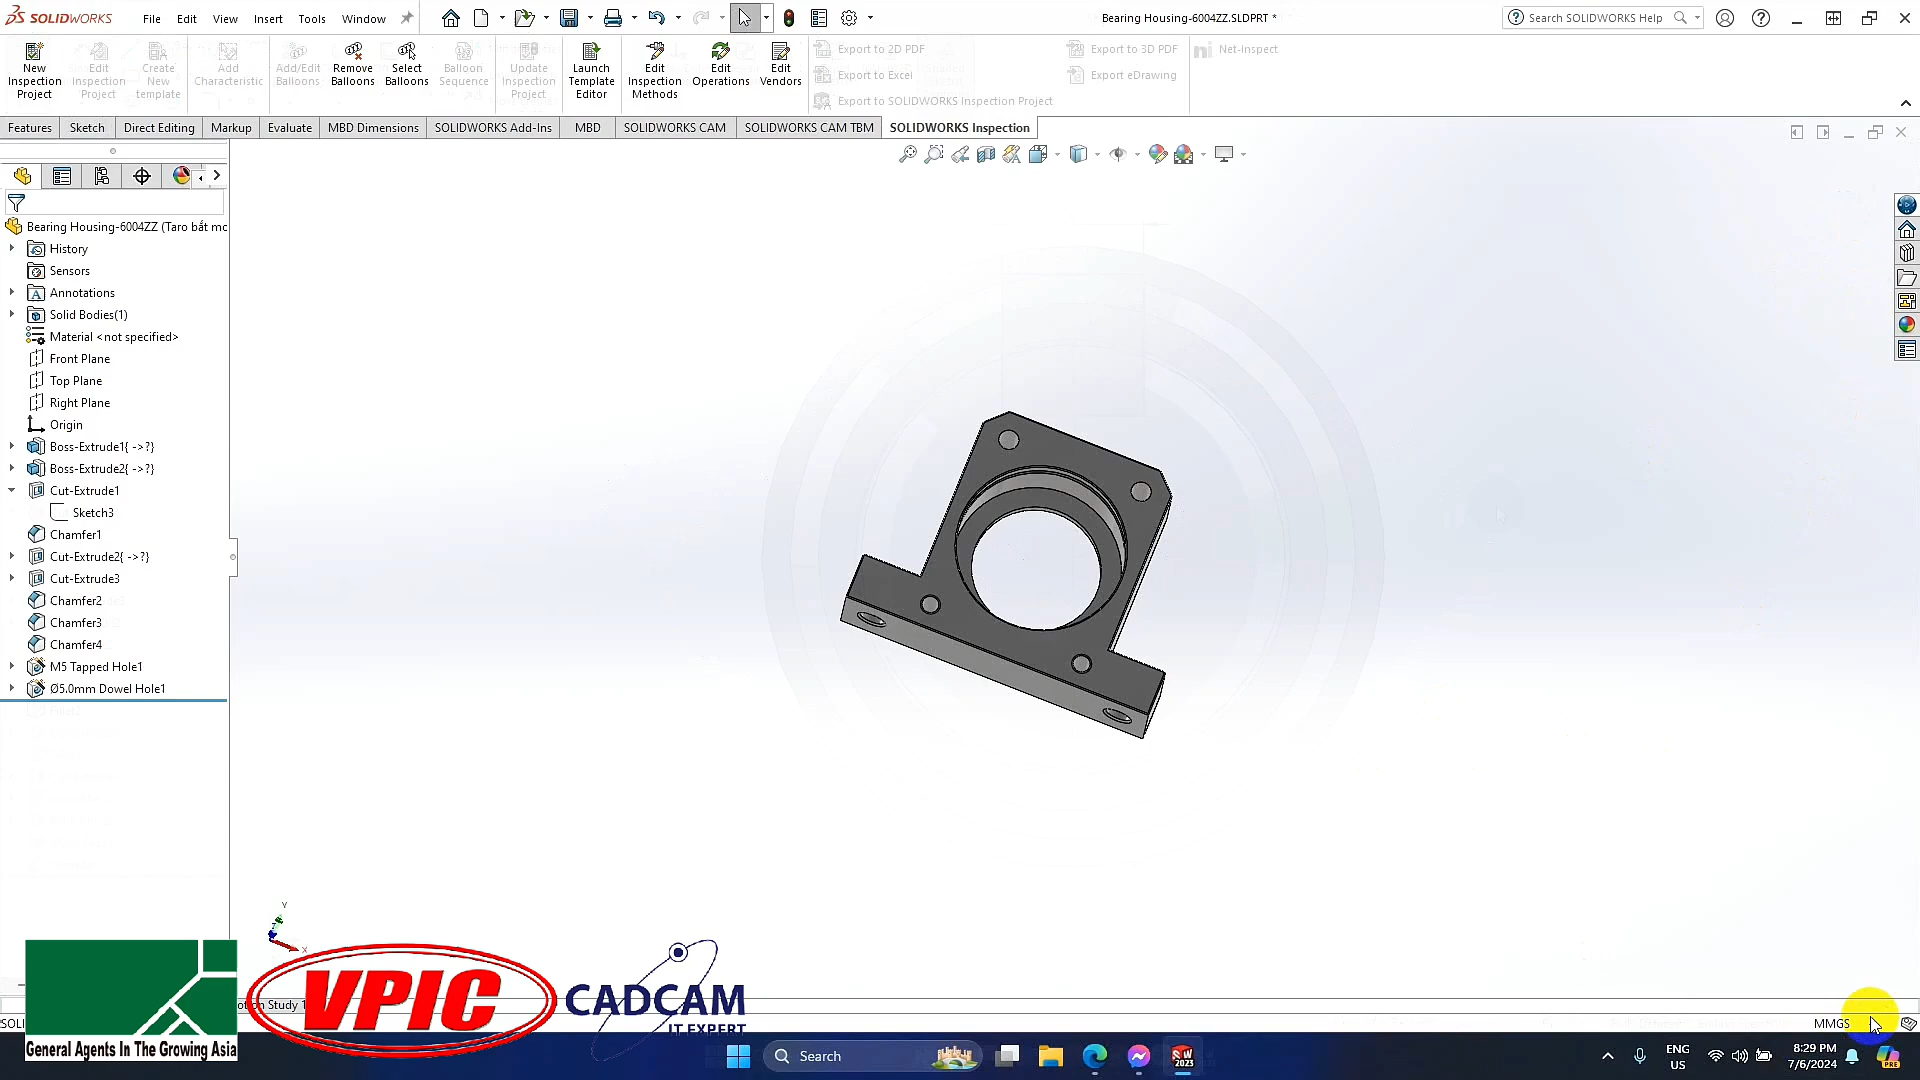 SOLIDWORKS File Edit View Insert Tools Window Bearing Housing-6004ZZ.SLDPRT * Search SOLIDWORKS Help
New Inspection Project
Edit Inspection Project
Create New template
Add Characteristic
Add/Edit Balloons
Remove Balloons
Select Balloons
Balloon Sequence
Update Inspection Project
Launch Template Editor
Edit Inspection Methods
Edit Operations
Edit Vendors
Export to 2D PDF
Export to Excel
Export to SOLIDWORKS Inspection Project
Export to 3D PDF
Export eDrawing
Net-Inspect
Features Sketch Direct Editing Markup Evaluate MBD Dimensions SOLIDWORKS Add-Ins MBD SOLIDWORKS CAM SOLIDWORKS CAM TBM SOLIDWORKS Inspection
Bearing Housing-6004ZZ (Taro bắt mc
History
Sensors
A Annotations
Solid Bodies(1)
Material <not specified>
Front Plane
Top Plane
Right Plane
Origin
Boss-Extrude1{ ->?}
Boss-Extrude2{ ->?}
Cut-Extrude1
Sketch3
Chamfer1
Cut-Extrude2{ ->?}
Cut-Extrude3
Chamfer2
Chamfer3
Chamfer4
M5 Tapped Hole1
Ø5.0mm Dowel Hole1
Y
X
General Agents In The Growing Asia
VPIC
CADCAM
IT EXPERT
Study 1
SOLI
MMGS
Search
SW 2023
ENG
US
8:29 PM
7/6/2024
PRE